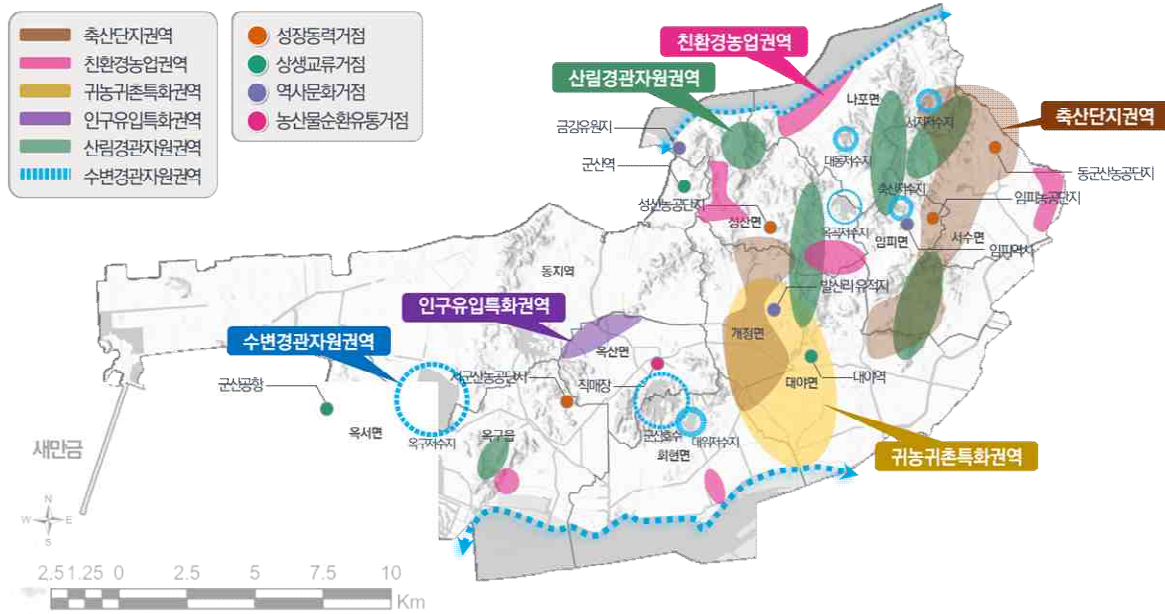 축산단지권역
친환경농업권역
귀농귀촌특화권역
인구유입특화권역
산림경관자원권역
수변경관자원권역
성장동력거점
상생교류거점
역사문화거점
농산물순환유통거점
친환경농업권역
산림경관자원권역
나포면
서지저수지
축산단지권역
금강유원지
군산역
대동저수지
동군산농공단지
성산농공단지
축산저수지
임피농공단지
성산면
옥곡저수지
임피면
서수면
임피역사
동지역
발산리 유적지
인구유입특화권역
개정면
수변경관자원권역
옥산면
군산공항
서군산농공단지
직매장
대야면
내야역
옥서면
옥구저수지
옥구읍
군산호수
대위저수지
회현면
귀농귀촌특화권역
새만금
N
W
E
S
2.5 1.25 0 2.5 5 7.5 10
Km